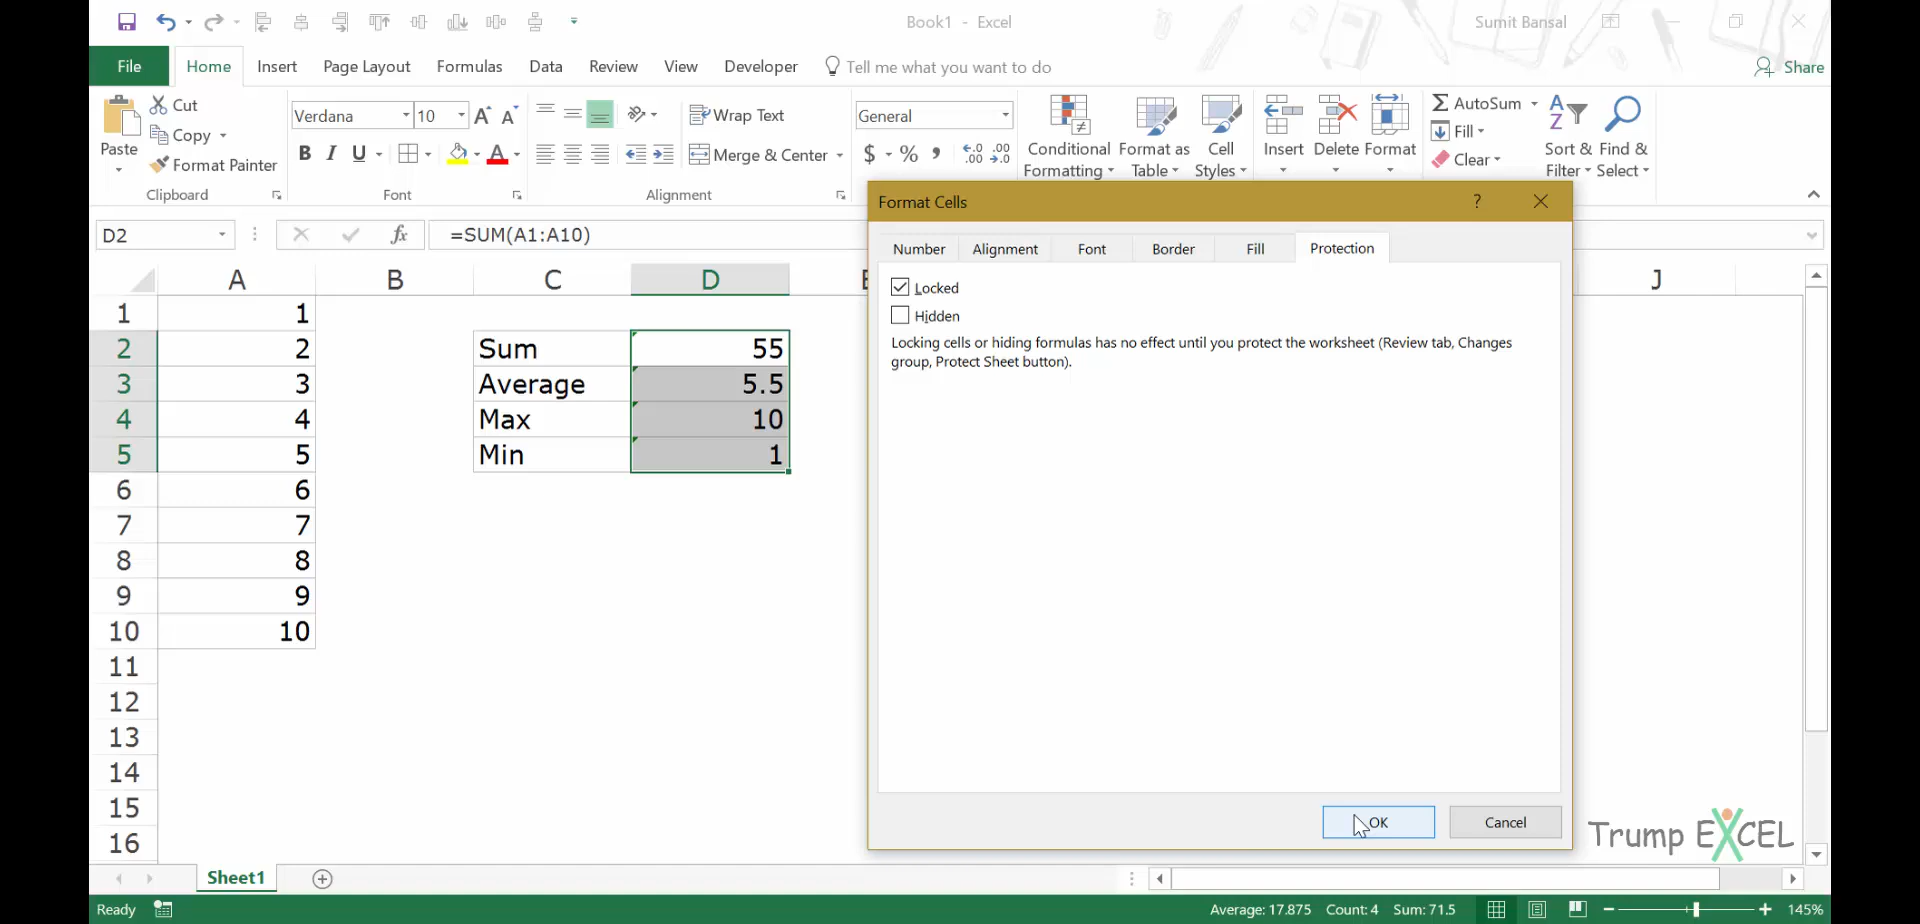 Book1 - Excel
Sumit Bansal
File Home Insert Page Layout Formulas Data Review View Developer Tell me what you want to do Share
Paste
Cut
Copy
Format Painter
Clipboard
Verdana 10
B I U A
Font
Wrap Text
Merge & Center
Alignment
General
$ % ,
Conditional Formatting
Format as Table
Cell Styles
Insert Delete Format
AutoSum
Fill
Clear
Sort & Filter
Find & Select
D2 fx =SUM(A1:A10)
A B C D J
1 1
2 2 Sum 55
3 3 Average 5.5
4 4 Max 10
5 5 Min 1
6 6
7 7
8 8
9 9
10 10
11
12
13
14
15
16
Format Cells ?
Number Alignment Font Border Fill Protection
Locked
Hidden
Locking cells or hiding formulas has no effect until you protect the worksheet (Review tab, Changes
group, Protect Sheet button).
OK Cancel
Trump EXCEL
Sheet1
Ready Average: 17.875 Count: 4 Sum: 71.5 145%